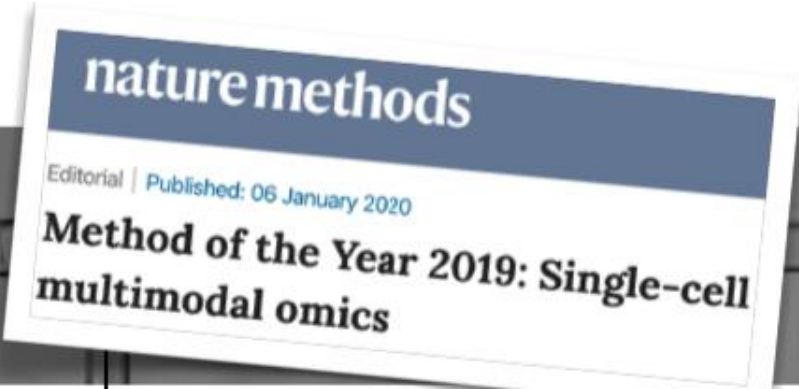 nature methods
Editorial | Published: 06 January 2020
Method of the Year 2019: Single-cell
multimodal omics